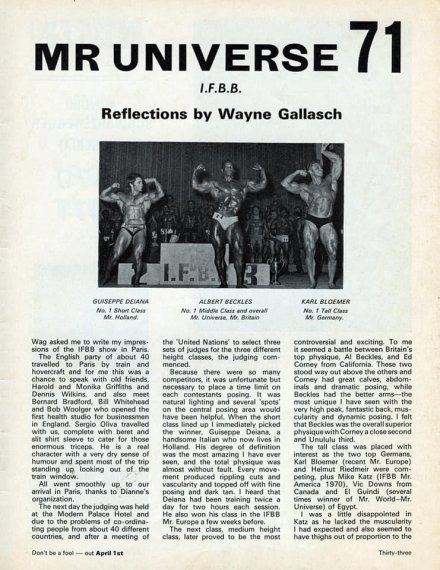 MR UNIVERSE 71
I.F.B.B.
Reflections by Wayne Gallasch
2 I.F.B.B. 3
GUISEPPE DEIANA
No. 1 Short Class
Mr. Holland.
ALBERT BECKLES
No. 1 Middle Class and overall
Mr. Universe, Mr. Britain
KARL BLOEMER
No. 1 Tall Class
Mr. Germany.
Wag asked me to write my impres-
sions of the IFBB show in Paris.
The English party of about 40
travelled to Paris by train and
hovercraft and for me this was a
chance to speak with old friends,
Harold and Monika Griffiths and
Dennis Wilkins, and also meet
Bernard Bradford, Bill Whitehead
and Bob Woolger who opened the
first health studio for businessmen
in England. Sergio Oliva travelled
with us, complete with beret and
slit shirt sleeve to cater for those
enormous triceps. He is a real
character with a very dry sense of
humour and spent most of the trip
standing up, looking out of the
train window.
All went smoothly up to our
arrival in Paris, thanks to Dianne's
organization.
The next day the judging was held
at the Modern Palace Hotel and
due to the problems of co-ordina-
ting people from about 40 different
countries, and after a meeting of
the 'United Nations' to select three
sets of judges for the three different
height classes, the judging com-
menced.
Because there were so many
competitors, it was unfortunate but
necessary to place a time limit on
each contestants posing. It was
natural lighting and several 'spots'
on the central posing area would
have been helpful. When the short
class lined up I immediately picked
the winner, Guiseppe Deiana, a
handsome Italian who now lives in
Holland. His degree of definition
was the most amazing I have ever
seen, and the total physique was
almost without fault. Every move-
ment produced rippling cuts and
vascularity and topped off with fine
posing and dark tan. I heard that
Deiana had been training twice a
day for two hours each session.
He also won his class in the IFBB
Mr. Europe a few weeks before.
The next class, medium height
class, later proved to be the most
controversial and exciting. To me
it seemed a battle between Britain's
top physique, Al Beckles, and Ed
Corney from California. These two
stood way out above the others and
Corney had great calves, abdom-
inals and dramatic posing, while
Beckles had the better arms—the
most unique I have seen with the
very high peak, fantastic back, mus-
cularity and dynamic posing. I felt
that Beckles was the overall superior
physique with Corney a close second
and Unululu third.
The tall class was placed with
interest as the two top Germans,
Karl Bloemer (recent Mr. Europe)
and Helmut Riedmeir were com-
peting, plus Mike Katz (IFBB Mr.
America 1970), Vic Downs from
Canada and El Guindi (several
times winner of Mr. World–Mr.
Universe) of Egypt.
I was a little disappointed in
Katz as he lacked the muscularity
I had expected and also seemed to
have thighs out of proportion to the
Don't be a fool — out April 1st
Thirty-three